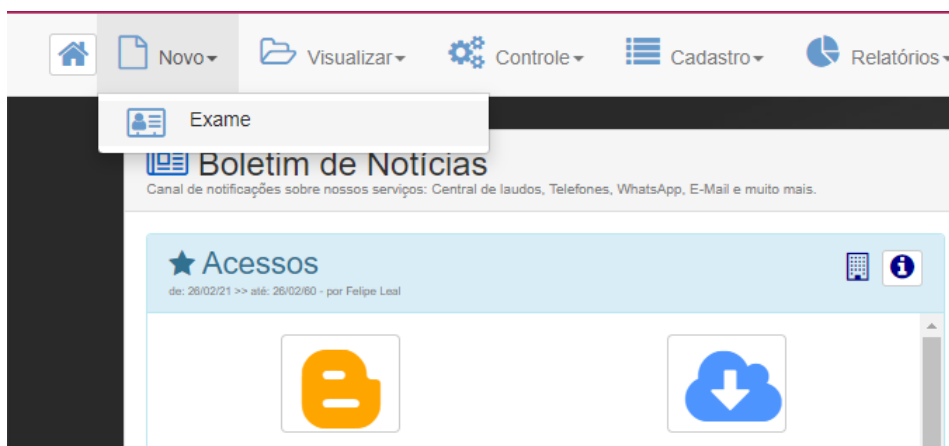 Novo Visualizar Controle Cadastro Relatórios
Exame
Boletim de Notícias
Canal de notificações sobre nossos serviços: Central de laudos, Telefones, WhatsApp, E-Mail e muito mais.
Acessos
de: 26/02/21 >> até: 26/02/60 - por Felipe Leal